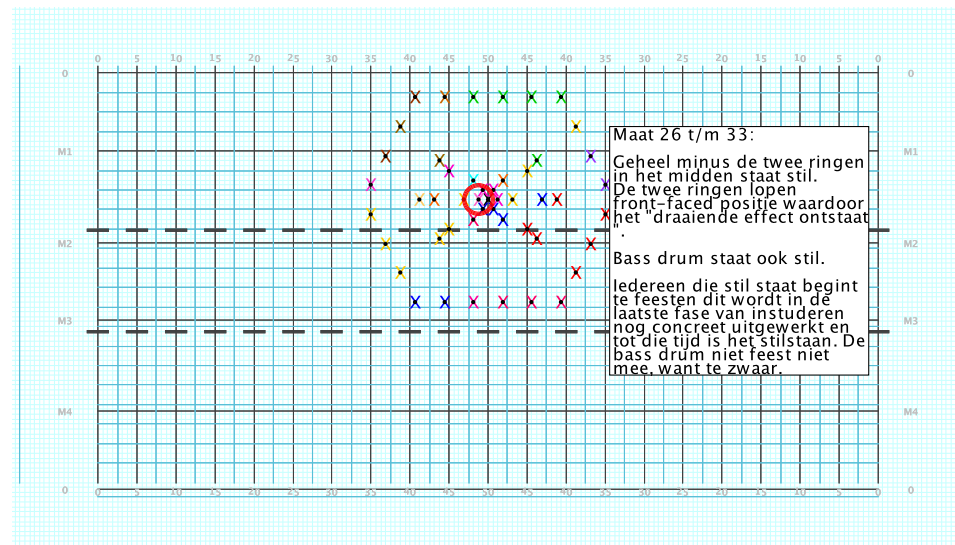 0 5 10 15 20 25 30 35 40 45 50 45 40 35 30 25 20 15 10 5 0
0 0
M1 M1
M2 M2
M3 M3
M4 M4
0 0
0 5 10 15 20 25 30 35 40 45 50 45 40 35 30 25 20 15 10 5 0
Maat 26 t/m 33:
Geheel minus de twee ringen
in het midden staat stil.
De twee ringen lopen
front-faced positie waardoor
het "draaiende effect ontstaat
".
Bass drum staat ook stil.
Iedereen die stil staat begint
te feesten dit wordt in de
laatste fase van instuderen
nog concreet uitgewerkt en
tot die tijd is het stilstaan. De
bass drum niet feest niet
mee, want te zwaar.